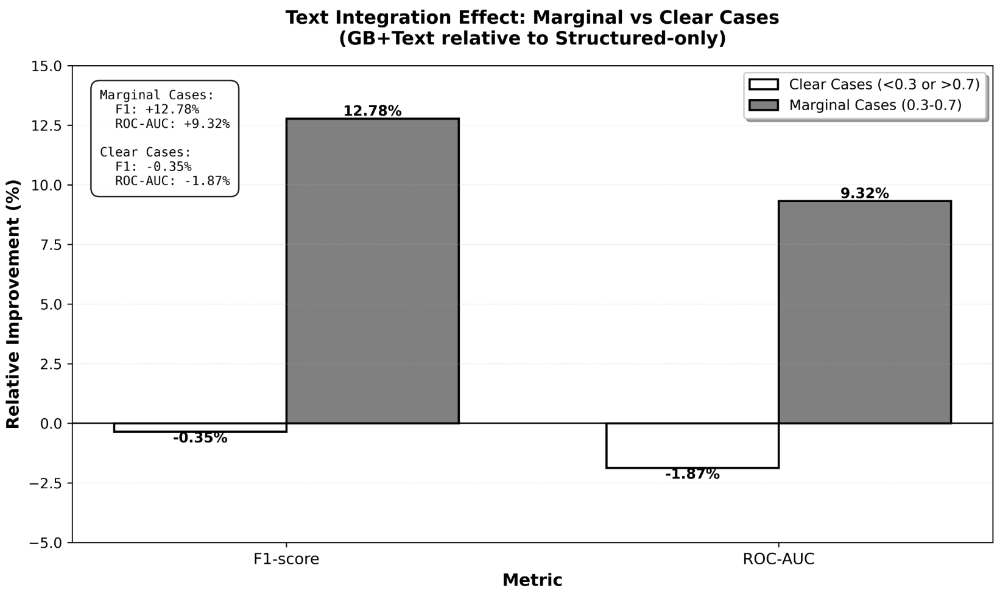 Text Integration Effect: Marginal vs Clear Cases
(GB+Text relative to Structured-only)
Marginal Cases:
F1: +12.78%
ROC-AUC: +9.32%
Clear Cases:
F1: -0.35%
ROC-AUC: -1.87%
Clear Cases (<0.3 or >0.7)
Marginal Cases (0.3-0.7)
Relative Improvement (%)
15.0
12.5
10.0
7.5
5.0
2.5
0.0
−2.5
−5.0
12.78%
9.32%
-0.35%
-1.87%
F1-score
ROC-AUC
Metric